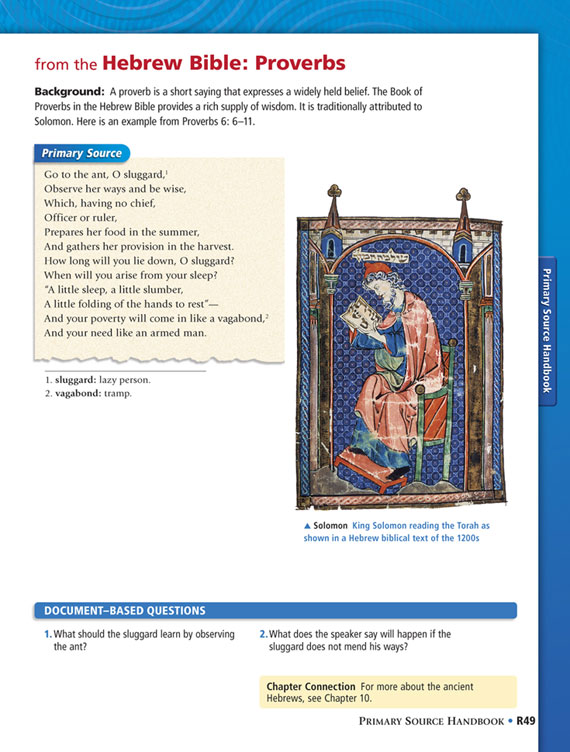 from the Hebrew Bible: Proverbs
Background: A proverb is a short saying that expresses a widely held belief. The Book of
Proverbs in the Hebrew Bible provides a rich supply of wisdom. It is traditionally attributed to
Solomon. Here is an example from Proverbs 6: 6–11.
Primary Source
Go to the ant, O sluggard,¹
Observe her ways and be wise,
Which, having no chief,
Officer or ruler,
Prepares her food in the summer,
And gathers her provision in the harvest.
How long will you lie down, O sluggard?
When will you arise from your sleep?
“A little sleep, a little slumber,
A little folding of the hands to rest”—
And your poverty will come in like a vagabond,²
And your need like an armed man.
1. sluggard: lazy person.
2. vagabond: tramp.
▲ Solomon King Solomon reading the Torah as
shown in a Hebrew biblical text of the 1200s
Primary Source Handbook
DOCUMENT–BASED QUESTIONS
1. What should the sluggard learn by observing
the ant?
2. What does the speaker say will happen if the
sluggard does not mend his ways?
Chapter Connection For more about the ancient
Hebrews, see Chapter 10.
PRIMARY SOURCE HANDBOOK • R49